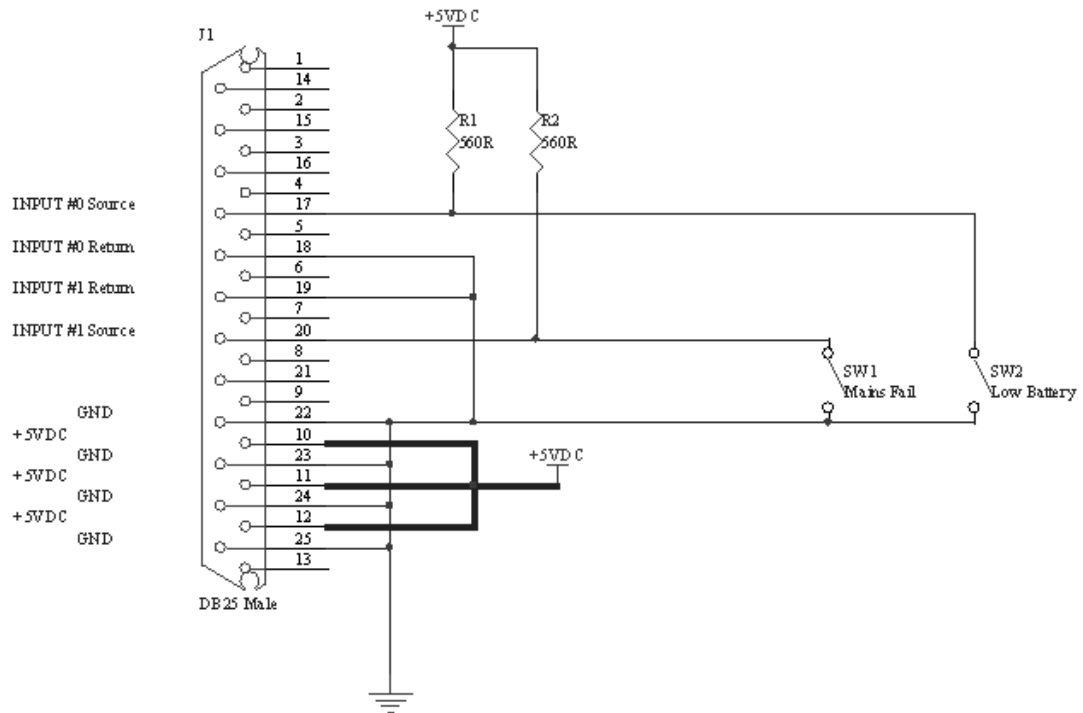 +5VDC
J1
1
14
2
15
3
16
4
17
5
18
6
19
7
20
8
21
9
22
10
23
11
24
12
25
13
R1
560R
R2
560R
INPUT #0 Source
INPUT #0 Return
INPUT #1 Return
INPUT #1 Source
GND
+5VDC
GND
+5VDC
GND
+5VDC
GND
SW1
Mains Fail
SW2
Low Battery
+5VDC
DB25 Male